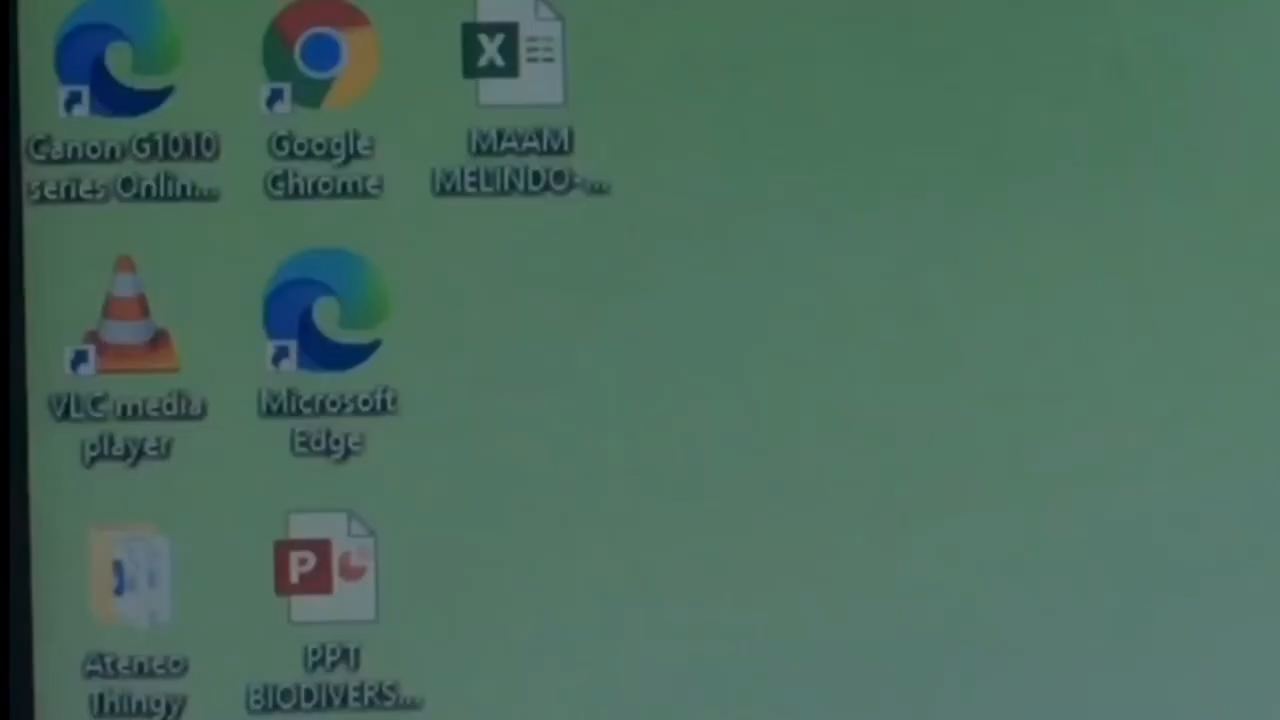 Canon G1010
series Onlin...
Google
Chrome
MAAM
MELINDO-...
VLC media
player
Microsoft
Edge
Ateneo
Thingy
PPT
BIODIVERS...